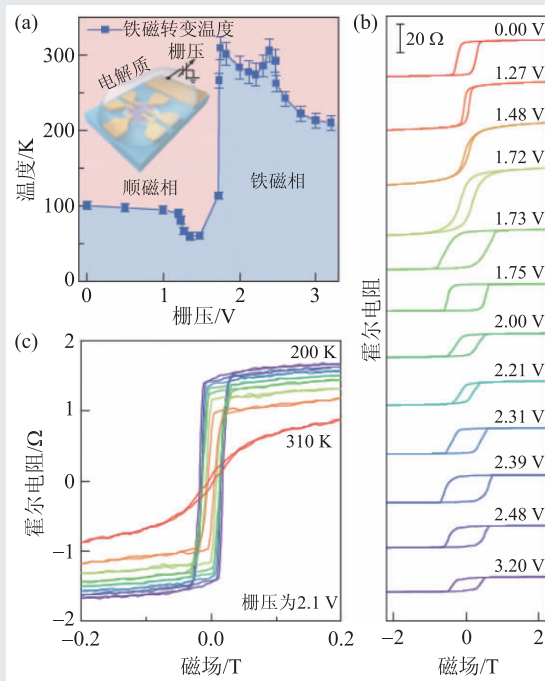 (a)
铁磁转变温度
栅压
电解质
300
200
100
0
温度/K
顺磁相
铁磁相
0
1
2
3
栅压/V
(b)
20 Ω
0.00 V
1.27 V
1.48 V
1.72 V
1.73 V
1.75 V
2.00 V
2.21 V
2.31 V
2.39 V
2.48 V
3.20 V
霍尔电阻
−2
0
2
磁场/T
(c)
200 K
310 K
2
1
0
−1
−2
霍尔电阻/Ω
栅压为2.1 V
−0.2
0.0
0.2
磁场/T